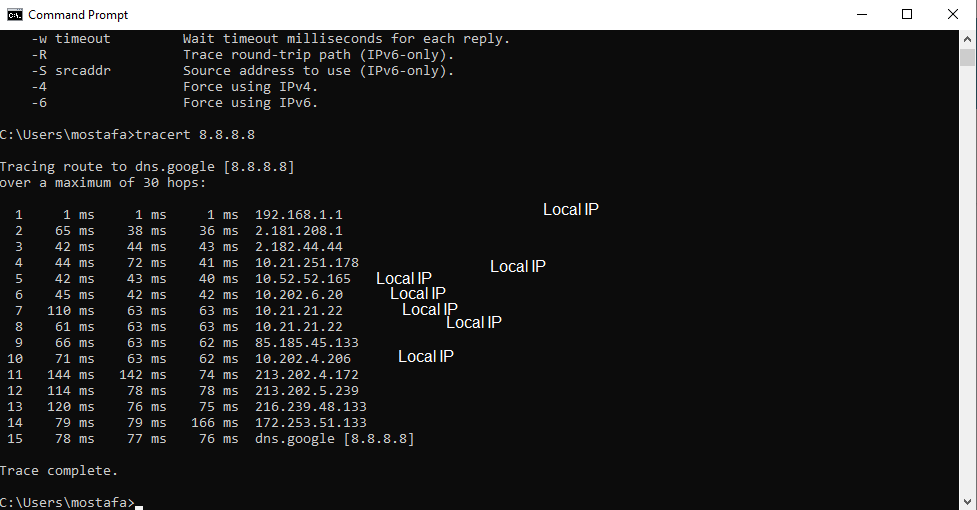 Command Prompt
-w timeout Wait timeout milliseconds for each reply.
-R Trace round-trip path (IPv6-only).
-S srcaddr Source address to use (IPv6-only).
-4 Force using IPv4.
-6 Force using IPv6.
C:\Users\mostafa>tracert 8.8.8.8
Tracing route to dns.google [8.8.8.8]
over a maximum of 30 hops:
1 1 ms 1 ms 1 ms 192.168.1.1 Local IP
2 65 ms 38 ms 36 ms 2.181.208.1
3 42 ms 44 ms 43 ms 2.182.44.44
4 44 ms 72 ms 41 ms 10.21.251.178 Local IP
5 42 ms 43 ms 40 ms 10.52.52.165 Local IP
6 45 ms 42 ms 42 ms 10.202.6.20 Local IP
7 110 ms 63 ms 63 ms 10.21.21.22 Local IP
8 61 ms 63 ms 63 ms 10.21.21.22 Local IP
9 66 ms 63 ms 62 ms 85.185.45.133
10 71 ms 63 ms 62 ms 10.202.4.206 Local IP
11 144 ms 142 ms 74 ms 213.202.4.172
12 114 ms 78 ms 78 ms 213.202.5.239
13 120 ms 76 ms 75 ms 216.239.48.133
14 79 ms 79 ms 166 ms 172.253.51.133
15 78 ms 77 ms 76 ms dns.google [8.8.8.8]
Trace complete.
C:\Users\mostafa>